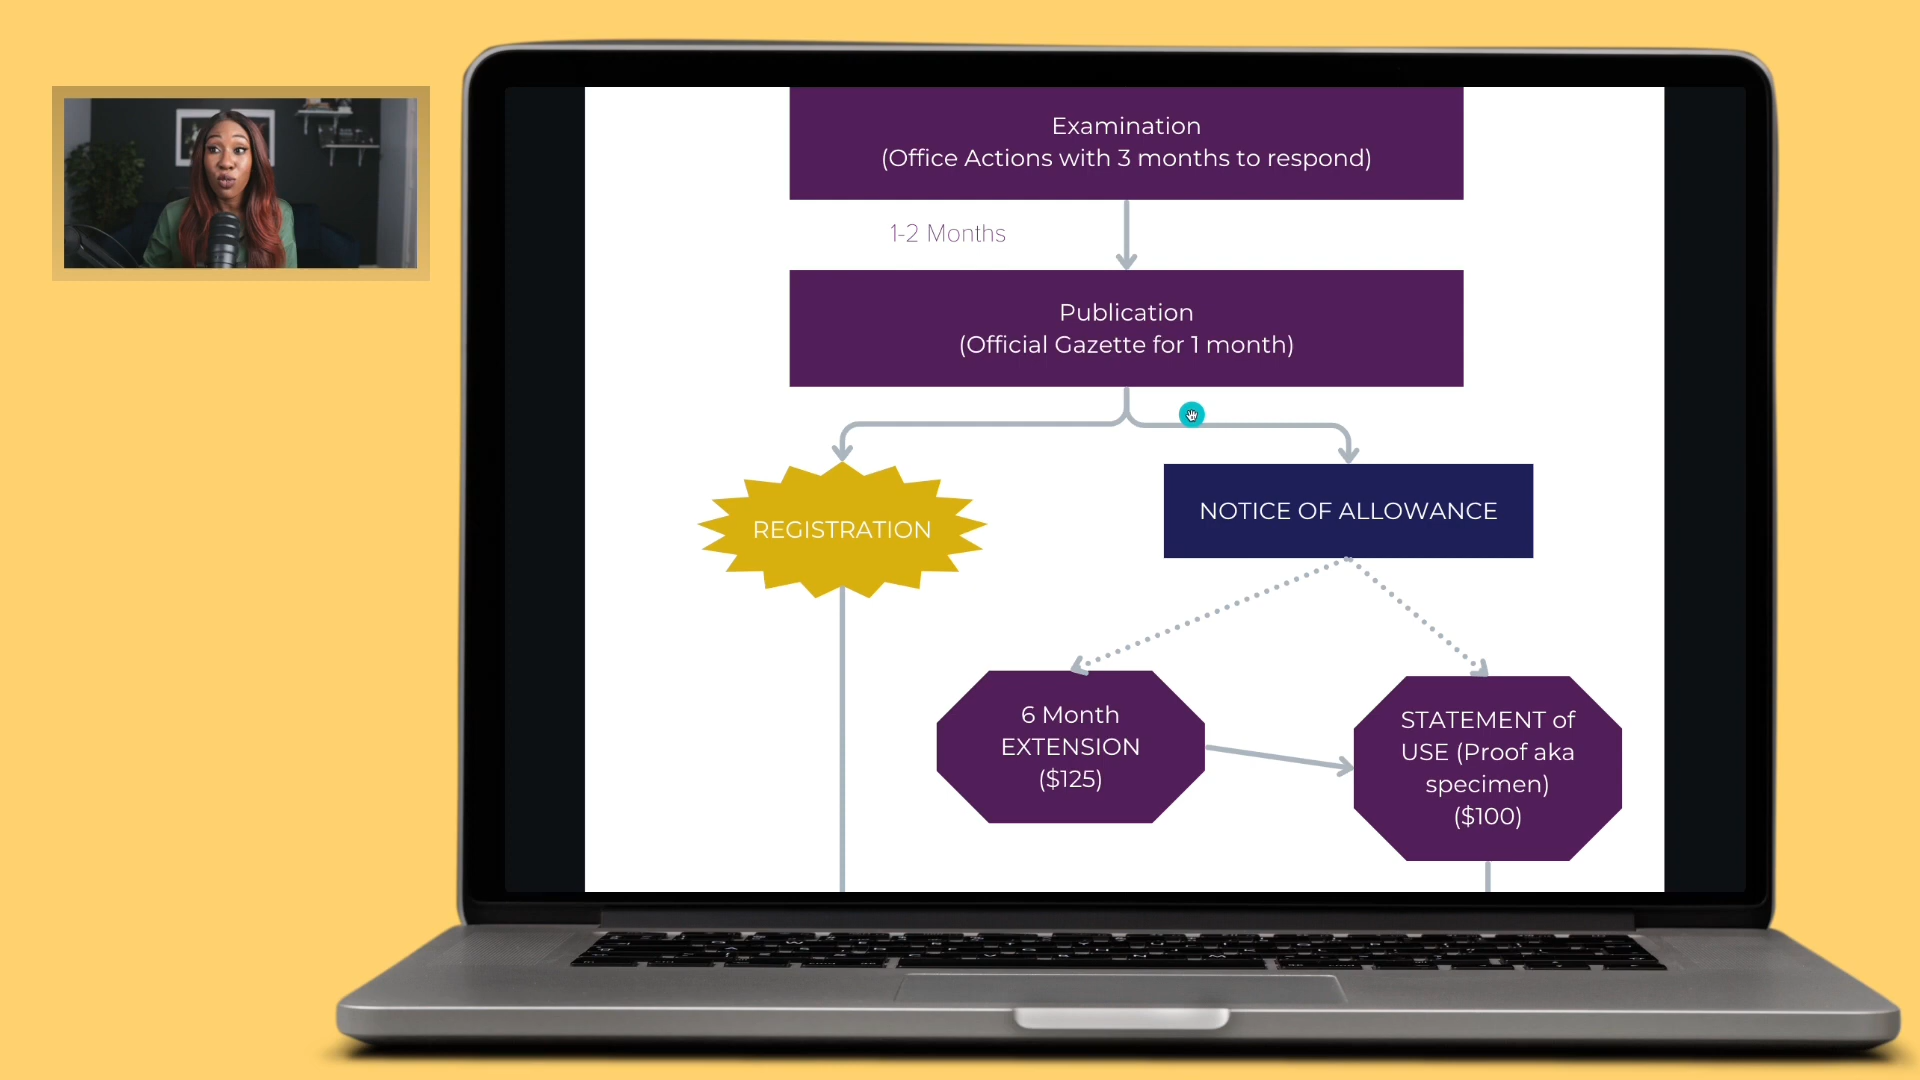 Examination
(Office Actions with 3 months to respond)
1-2 Months
Publication
(Official Gazette for 1 month)
REGISTRATION
NOTICE OF ALLOWANCE
6 Month
EXTENSION
($125)
STATEMENT of
USE (Proof aka
specimen)
($100)